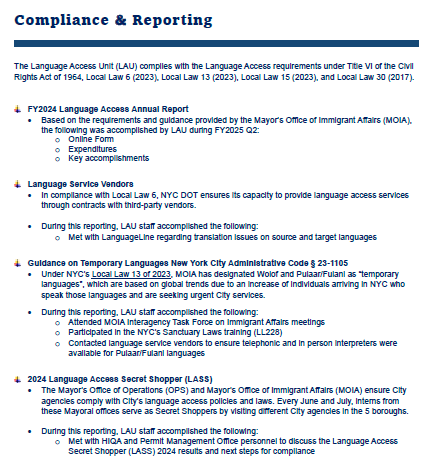 Compliance & Reporting
The Language Access Unit (LAU) complies with the Language Access requirements under Title VI of the Civil
Rights Act of 1964, Local Law 6 (2023), Local Law 13 (2023), Local Law 15 (2023), and Local Law 30 (2017).
FY2024 Language Access Annual Report
• Based on the requirements and guidance provided by the Mayor's Office of Immigrant Affairs (MOIA),
the following was accomplished by LAU during FY2025 Q2:
o Online Form
o Expenditures
o Key accomplishments
Language Service Vendors
• In compliance with Local Law 6, NYC DOT ensures its capacity to provide language access services
through contracts with third-party vendors.
• During this reporting, LAU staff accomplished the following:
o Met with LanguageLine regarding translation issues on source and target languages
Guidance on Temporary Languages New York City Administrative Code § 23-1105
• Under NYC's Local Law 13 of 2023, MOIA has designated Wolof and Pulaar/Fulani as "temporary
languages", which are based on global trends due to an increase of individuals arriving in NYC who
speak those languages and are seeking urgent City services.
• During this reporting, LAU staff accomplished the following:
o Attended MOIA Interagency Task Force on Immigrant Affairs meetings
o Participated in the NYC's Sanctuary Laws training (LL228)
o Contacted language service vendors to ensure telephonic and in person interpreters were
available for Pulaar/Fulani languages
2024 Language Access Secret Shopper (LASS)
• The Mayor's Office of Operations (OPS) and Mayor's Office of Immigrant Affairs (MOIA) ensure City
agencies comply with City's language access policies and laws. Every June and July, interns from
these Mayoral offices serve as Secret Shoppers by visiting different City agencies in the 5 boroughs.
• During this reporting, LAU staff accomplished the following:
o Met with HIQA and Permit Management Office personnel to discuss the Language Access
Secret Shopper (LASS) 2024 results and next steps for compliance